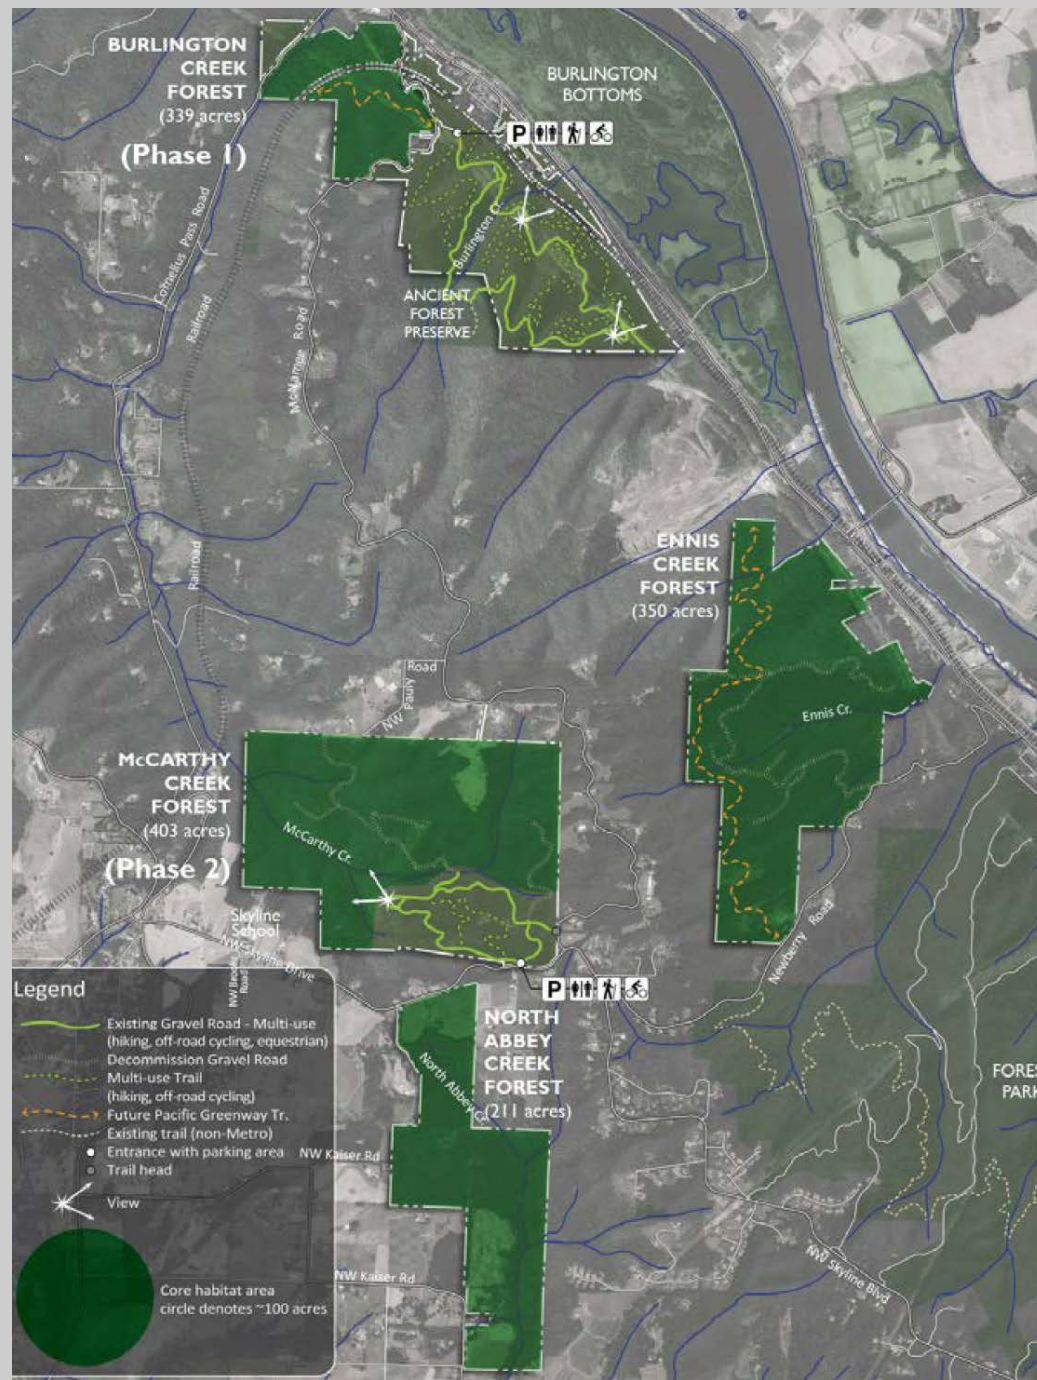 BURLINGTON
CREEK
FOREST
(339 acres)
(Phase 1)
BURLINGTON
BOTTOMS
P
Cornelius Pass Road
Railroad
McNamee Road
Burlington Cr.
ANCIENT
FOREST
PRESERVE
Railroad
ENNIS
CREEK
FOREST
(350 acres)
Ennis Cr.
NW Pauly Road
McCARTHY
CREEK
FOREST
(403 acres)
(Phase 2)
McCarthy Cr.
Skyline
School
NW Skyline Drive
NW Brooks
Road
Newberry Road
P
NORTH
ABBEY
CREEK
FOREST
(211 acres)
North Abbey Cr.
FOREST
PARK
NW Kaiser Rd
NW Kaiser Rd
NW Skyline Blvd
Legend
Existing Gravel Road - Multi-use
(hiking, off-road cycling, equestrian)
Decommission Gravel Road
Multi-use Trail
(hiking, off-road cycling)
Future Pacific Greenway Tr.
Existing trail (non-Metro)
Entrance with parking area
Trail head
View
Core habitat area
circle denotes ~100 acres